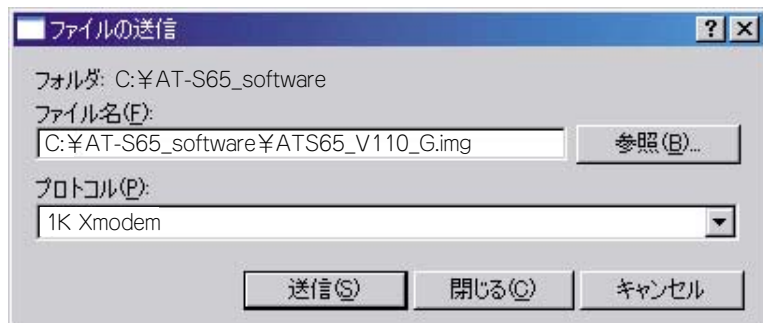 ファイルの送信
フォルダ: C:¥AT-S65_software
ファイル名(F):
C:¥AT-S65_software¥ATS65_V110_G.img
参照(B)...
プロトコル(P):
1K Xmodem
送信(S) 閉じる(C) キャンセル